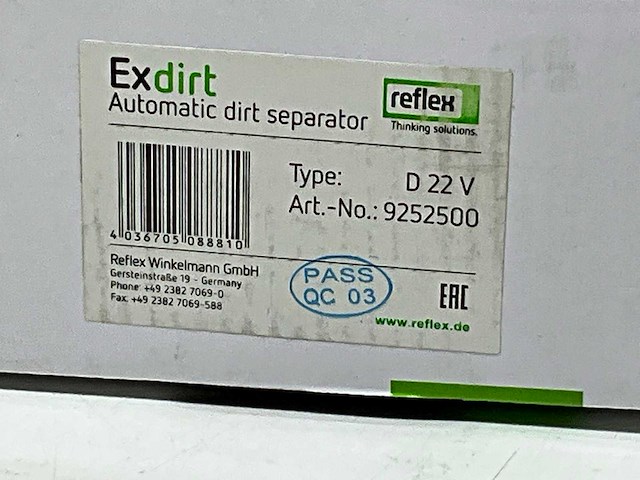 Exdirt
Automatic dirt separator
reflex
Thinking solutions.
Type: D 22 V
Art.-No.: 9252500
4 036705 088810
Reflex Winkelmann GmbH
Gersteinstraße 19 - Germany
Phone: +49 2382 7069-0
Fax: +49 2382 7069-588
PASS
QC 03
EAC
www.reflex.de